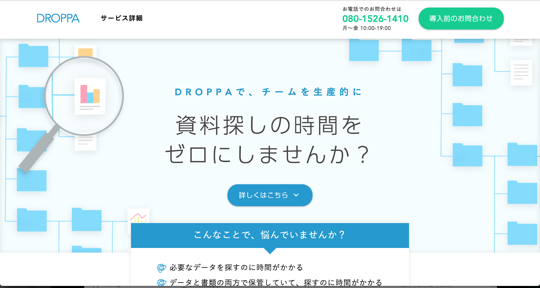 DROPPA
サービス詳細
お電話でのお問合わせは
080-1526-1410
月〜金 10:00-19:00
導入前のお問合わせ
DROPPAで、チームを生産的に
資料探しの時間を
ゼロにしませんか？
詳しくはこちら
こんなことで、悩んでいませんか？
必要なデータを探すのに時間がかかる
データと書類の両方で保管していて、探すのに時間がかかる